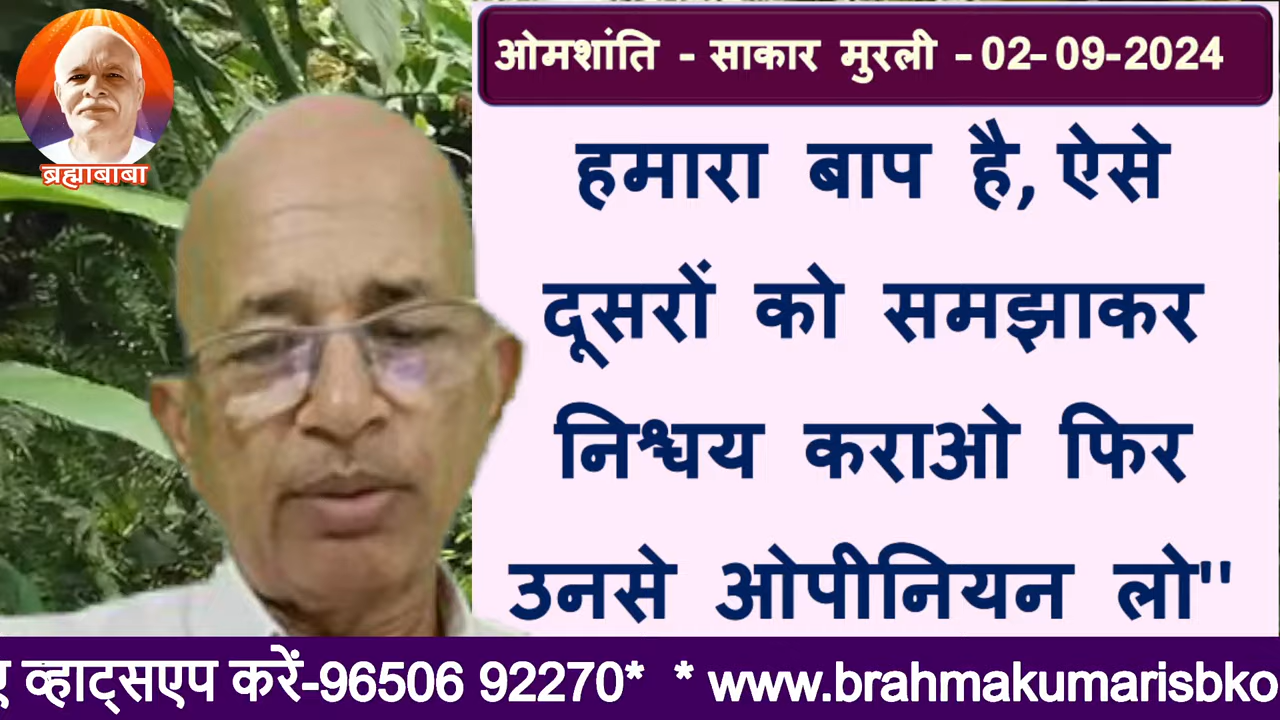 ब्रह्माबाबा
ओमशांति - साकार मुरली - 02- 09-2024
हमारा बाप है, ऐसे
दूसरों को समझाकर
निश्चय कराओ फिर
उनसे ओपीनियन लो"
व्हाट्सएप करें-96506 92270* * www.brahmakumarisbko